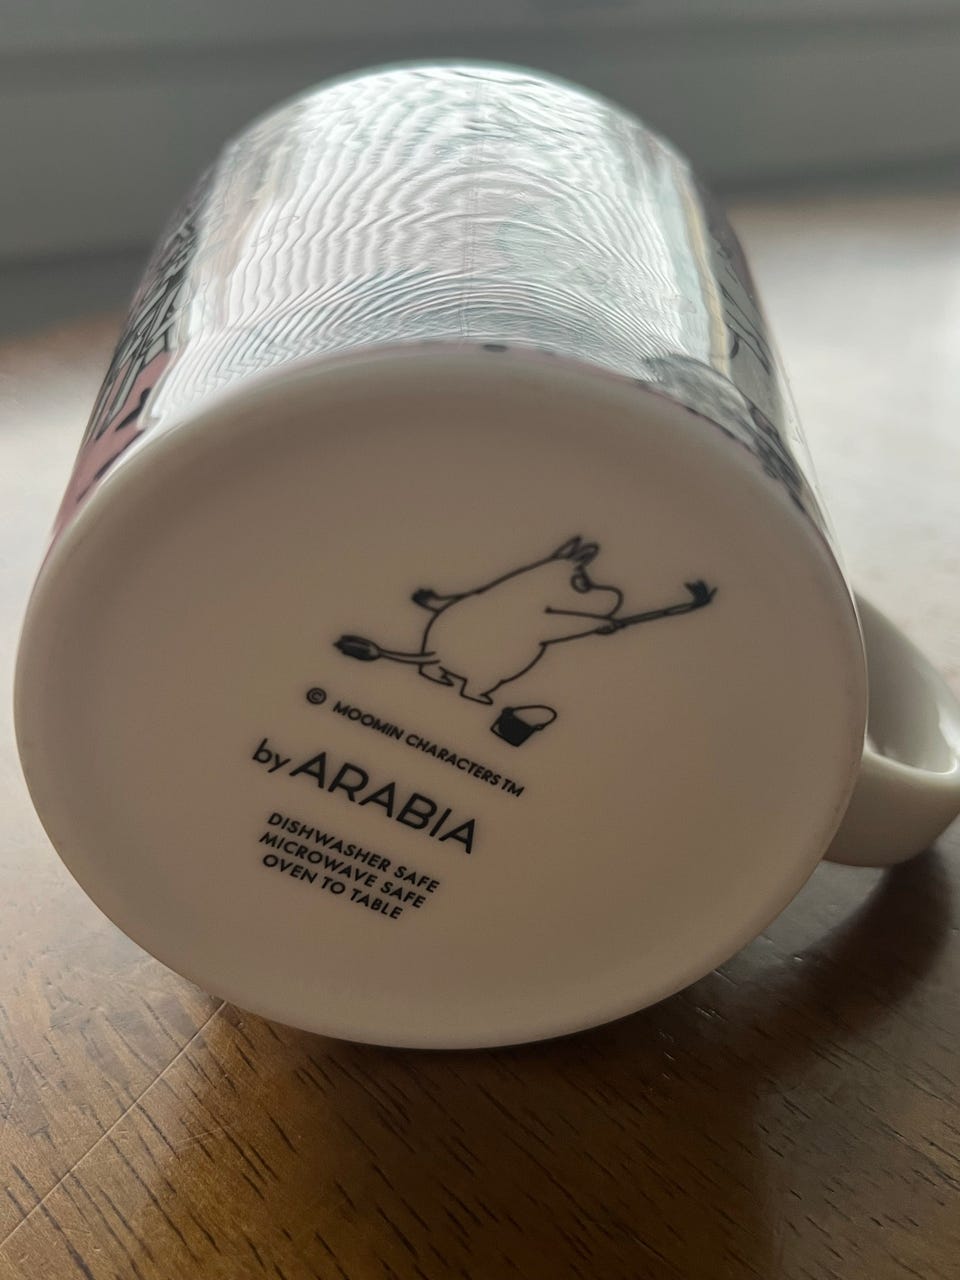 © MOOMIN CHARACTERS™
by ARABIA
DISHWASHER SAFE
MICROWAVE SAFE
OVEN TO TABLE